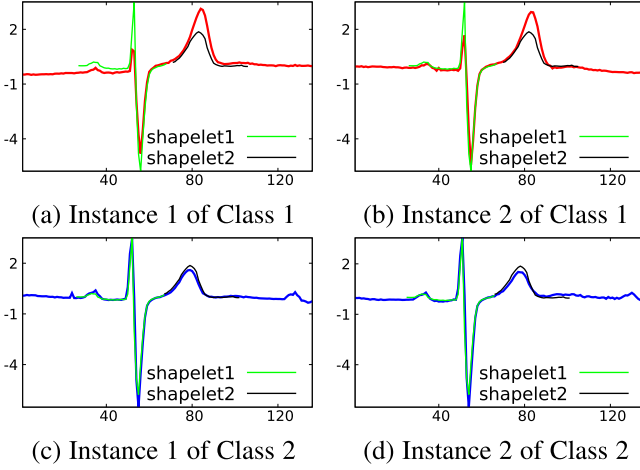 2
-1
-4
shapelet1
shapelet2
40 80 120
(a) Instance 1 of Class 1
2
-1
-4
shapelet1
shapelet2
40 80 120
(b) Instance 2 of Class 1
2
-1
-4
shapelet1
shapelet2
40 80 120
(c) Instance 1 of Class 2
2
-1
-4
shapelet1
shapelet2
40 80 120
(d) Instance 2 of Class 2